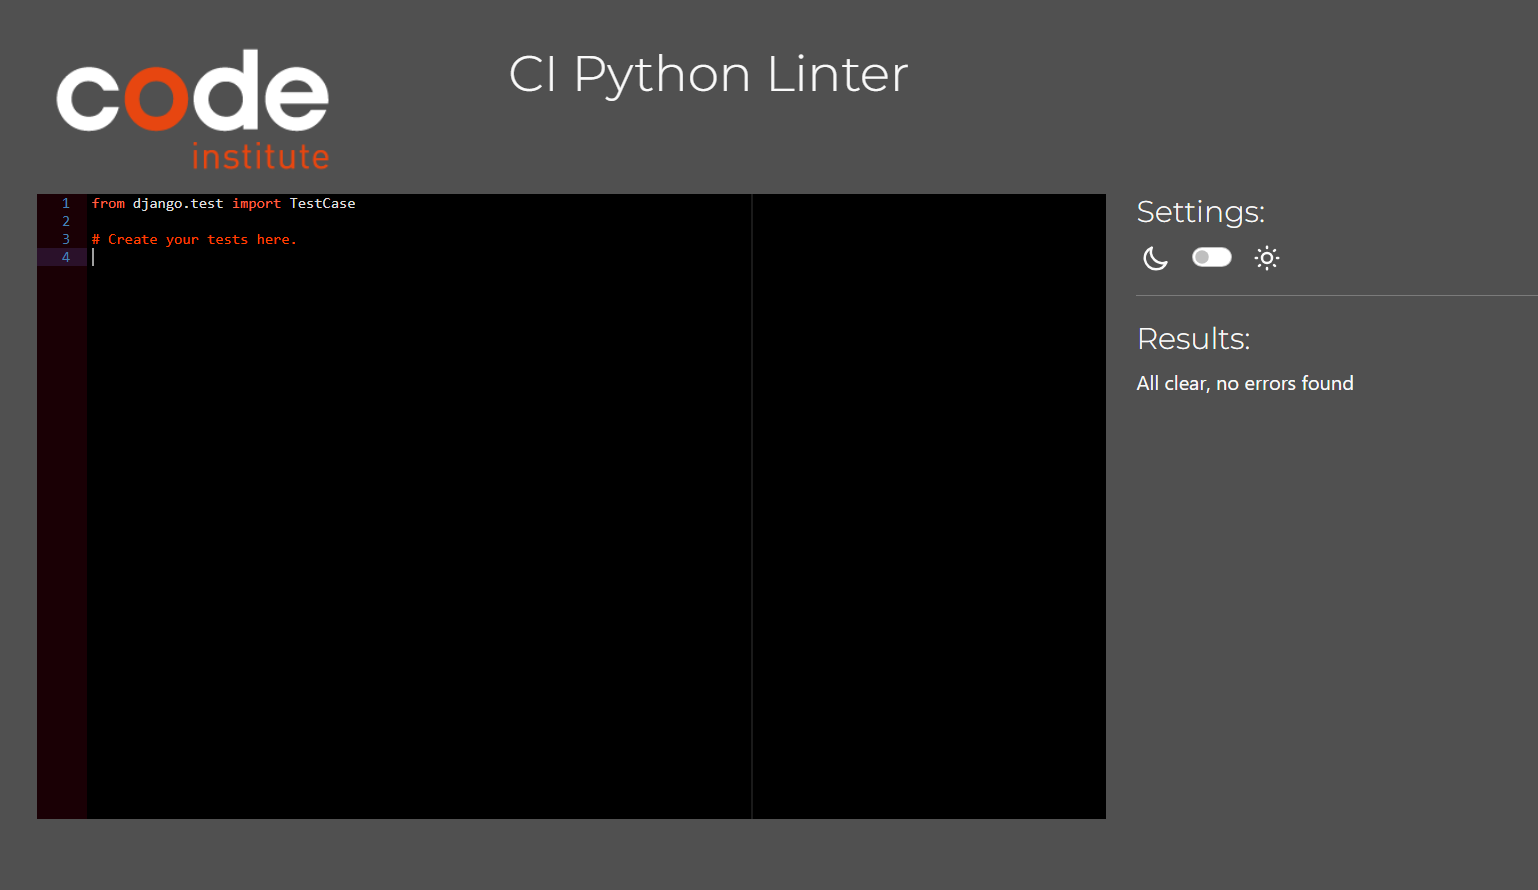 code
institute
CI Python Linter
1 from django.test import TestCase
2
3 # Create your tests here.
4
Settings:
Results:
All clear, no errors found